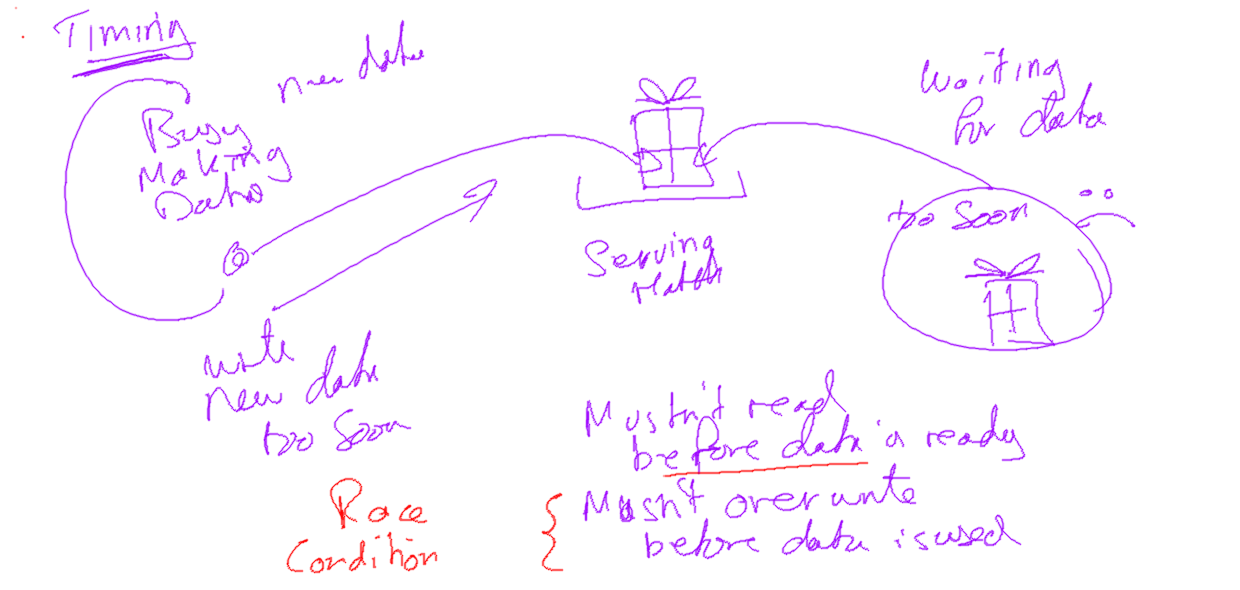 Timing
new data
Busy
Making
Data
Waiting
for data
too soon
Serving
hatch
write
new data
too soon
Mustn't read
before data is ready
Race
Condition
Musn't overwrite
before data is used